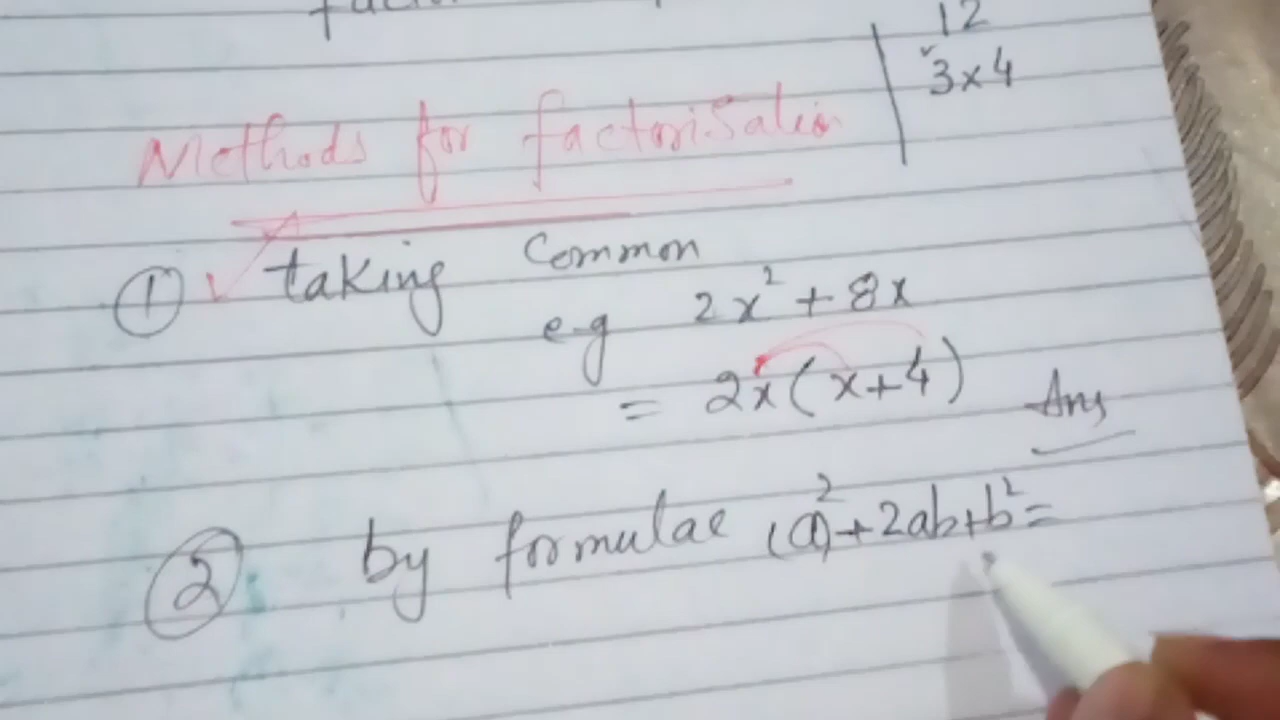 12
3x4
Methods for factorisation
① ✓ taking Common
e.g 2x² + 8x
= 2x(x+4) Ans
② by formulae (a)² + 2ab + b² =